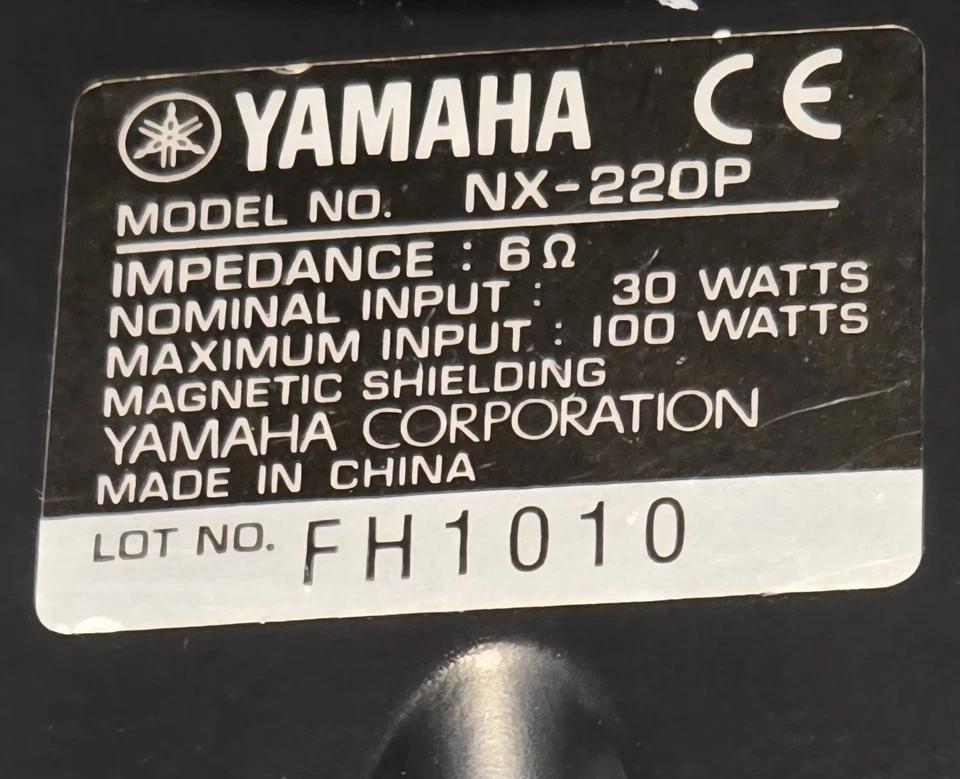 YAMAHA CE
MODEL NO. NX-220P
IMPEDANCE : 6Ω
NOMINAL INPUT : 30 WATTS
MAXIMUM INPUT : 100 WATTS
MAGNETIC SHIELDING
YAMAHA CORPORATION
MADE IN CHINA
LOT NO. FH1010